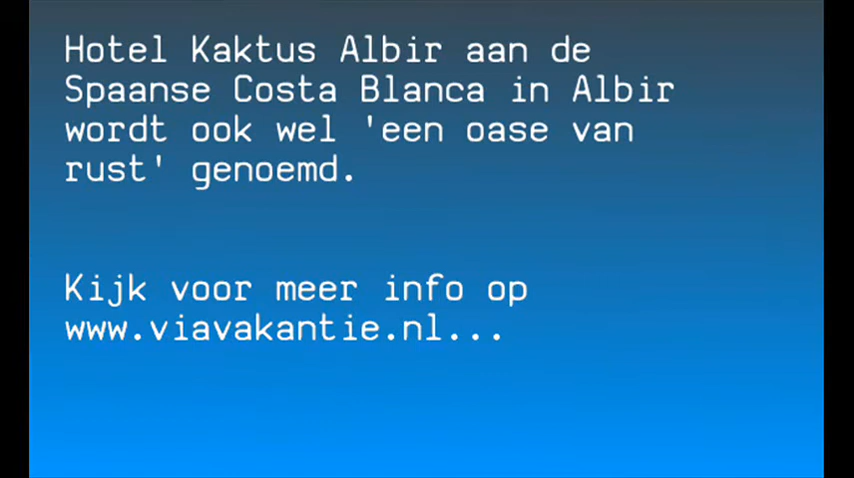 Hotel Kaktus Albir aan de
Spaanse Costa Blanca in Albir
wordt ook wel 'een oase van
rust' genoemd.
Kijk voor meer info op
www.viavakantie.nl...